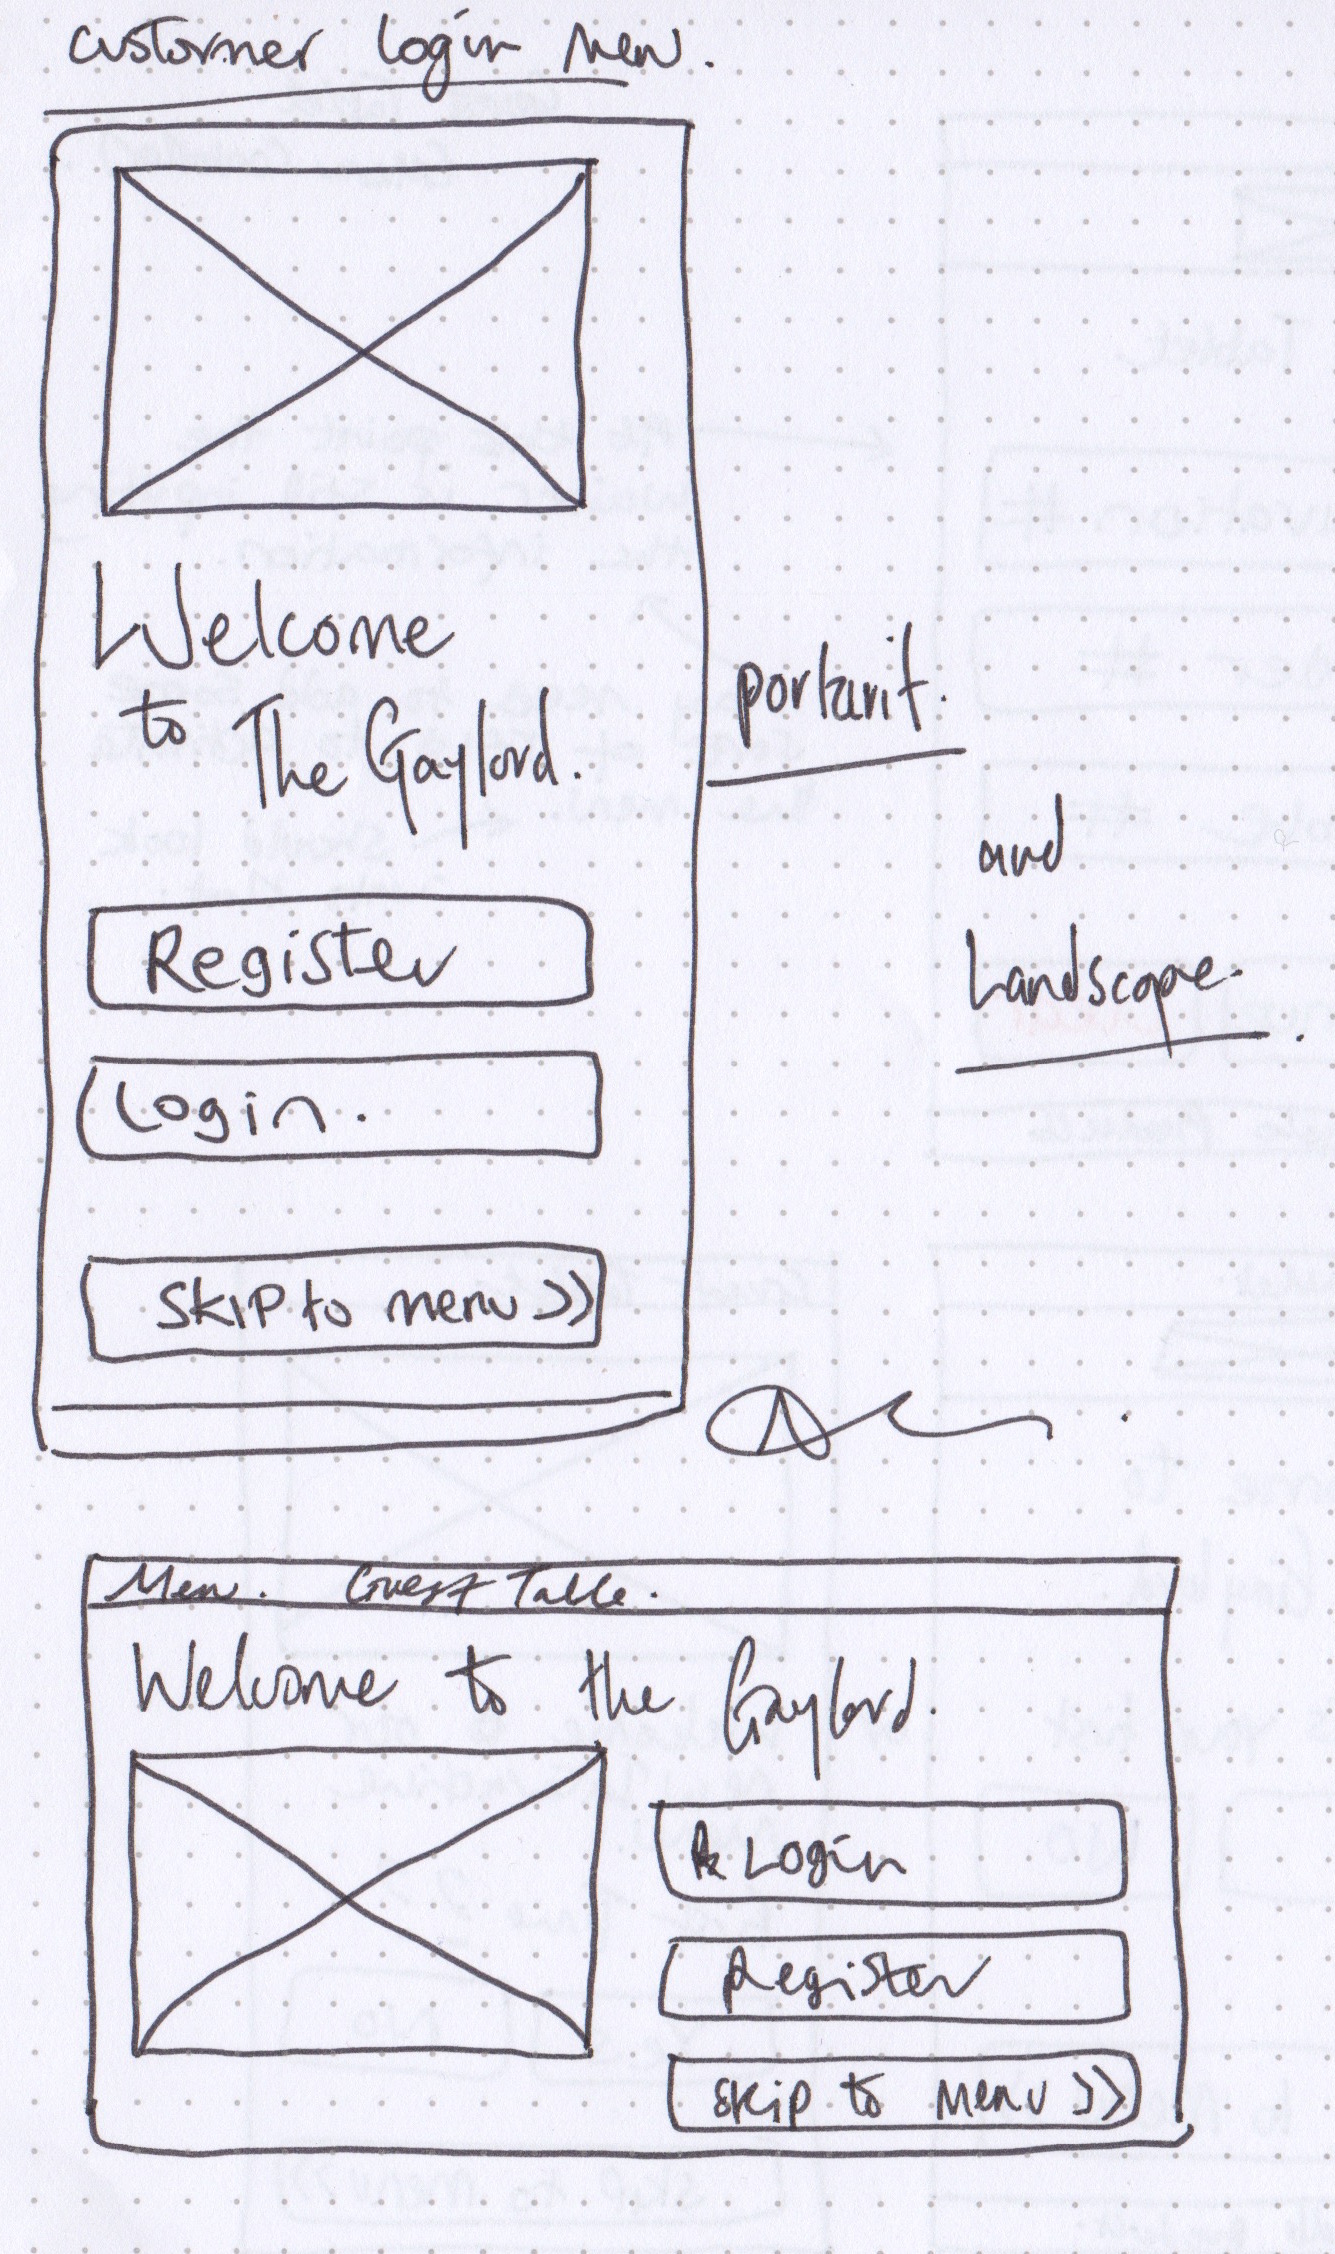 customer login menu.
Welcome
to The Gaylord.
portarit.
and
Landscape.
Register
Login.
Skip to menu >>
Menu. Guest Table.
Welcome to the Gaylord.
Login
Register
Skip to menu >>